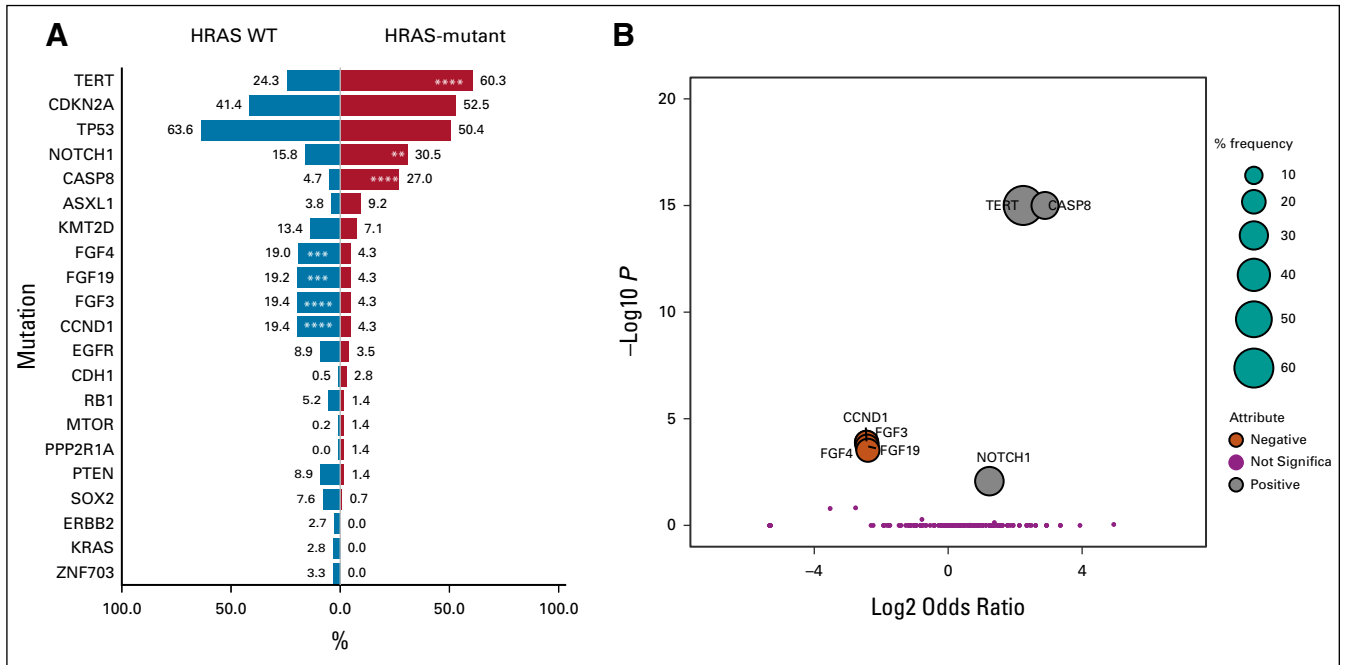 A
HRAS WT HRAS-mutant
Mutation
TERT 24.3 **** 60.3
CDKN2A 41.4 52.5
TP53 63.6 50.4
NOTCH1 15.8 ** 30.5
CASP8 4.7 **** 27.0
ASXL1 3.8 9.2
KMT2D 13.4 7.1
FGF4 19.0 *** 4.3
FGF19 19.2 *** 4.3
FGF3 19.4 **** 4.3
CCND1 19.4 **** 4.3
EGFR 8.9 3.5
CDH1 0.5 2.8
RB1 5.2 1.4
MTOR 0.2 1.4
PPP2R1A 0.0 1.4
PTEN 8.9 1.4
SOX2 7.6 0.7
ERBB2 2.7 0.0
KRAS 2.8 0.0
ZNF703 3.3 0.0
100.0 50.0 0.0 50.0 100.0
%
B
–Log10 P
20
15
10
5
0
TERT CASP8
CCND1
FGF3
FGF4 FGF19
NOTCH1
–4 0 4
Log2 Odds Ratio
% frequency
10
20
30
40
50
60
Attribute
Negative
Not Significa
Positive